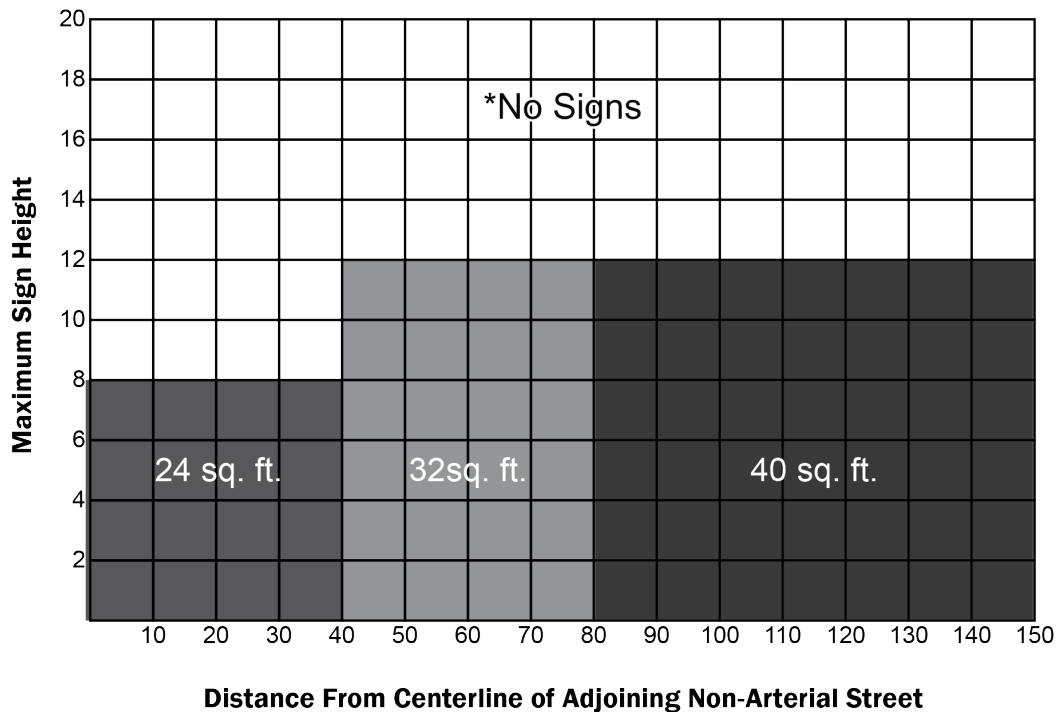 20
18
*No Signs
16
14
12
10
8
6
24 sq. ft. 32sq. ft. 40 sq. ft.
4
2
10 20 30 40 50 60 70 80 90 100 110 120 130 140 150
Maximum Sign Height
Distance From Centerline of Adjoining Non-Arterial Street